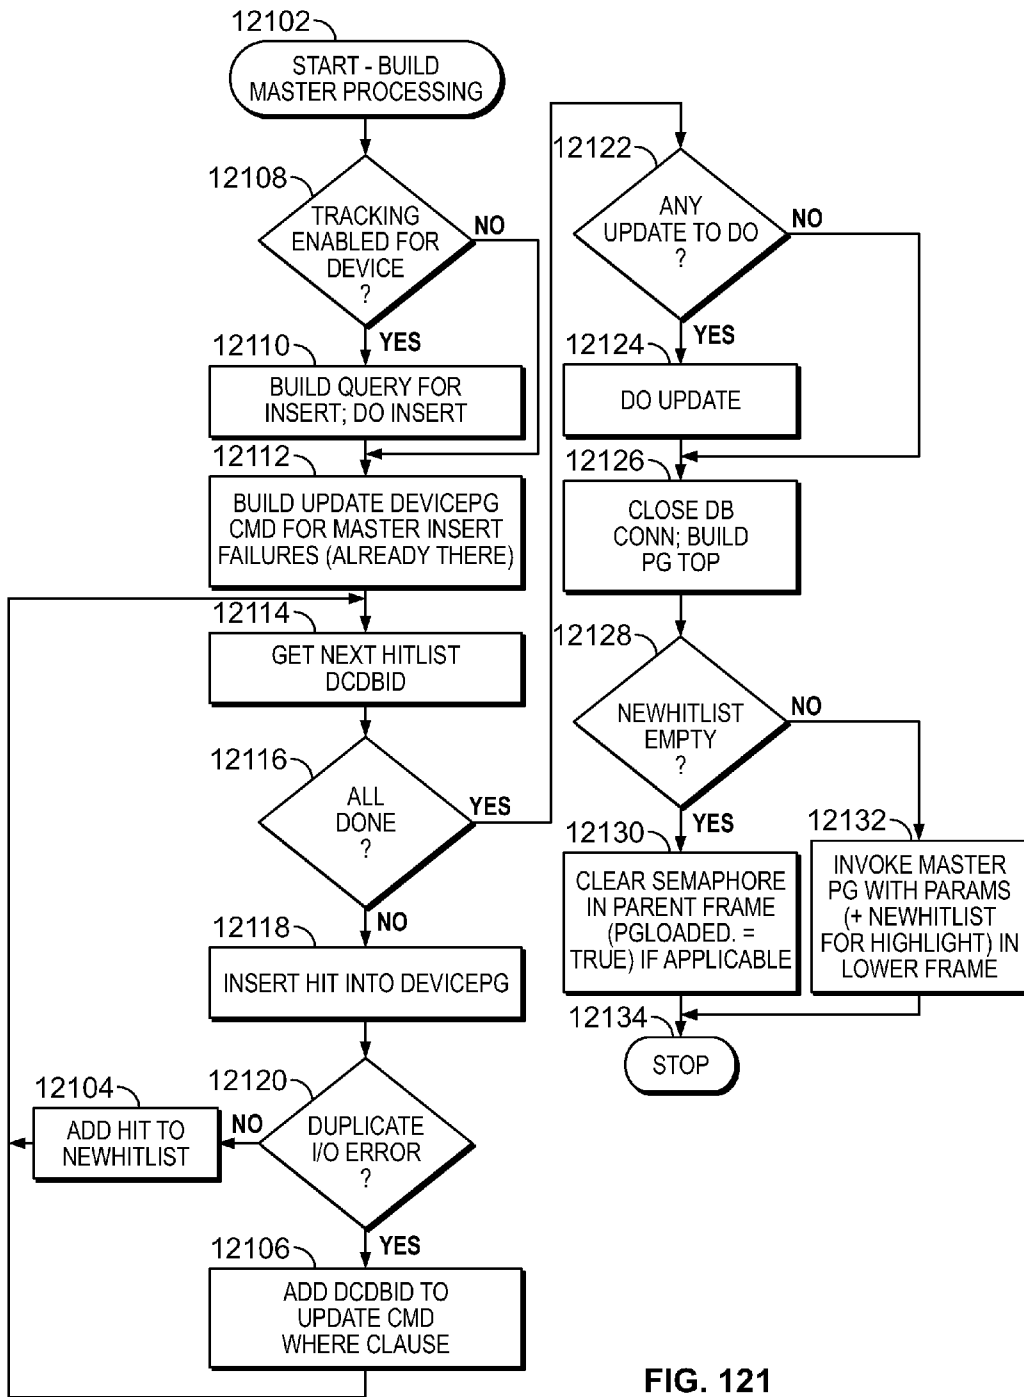 12102
START - BUILD
MASTER PROCESSING
12108
TRACKING
ENABLED FOR
DEVICE
?
NO
YES
12110
BUILD QUERY FOR
INSERT; DO INSERT
12112
BUILD UPDATE DEVICEPG
CMD FOR MASTER INSERT
FAILURES (ALREADY THERE)
12114
GET NEXT HITLIST
DCDBID
12116
ALL
DONE
?
YES
NO
12118
INSERT HIT INTO DEVICEPG
12120
DUPLICATE
I/O ERROR
?
NO
YES
12104
ADD HIT TO
NEWHITLIST
12106
ADD DCDBID TO
UPDATE CMD
WHERE CLAUSE
12122
ANY
UPDATE TO DO
?
NO
YES
12124
DO UPDATE
12126
CLOSE DB
CONN; BUILD
PG TOP
12128
NEWHITLIST
EMPTY
?
NO
YES
12130
CLEAR SEMAPHORE
IN PARENT FRAME
(PGLOADED. =
TRUE) IF APPLICABLE
12132
INVOKE MASTER
PG WITH PARAMS
(+ NEWHITLIST
FOR HIGHLIGHT) IN
LOWER FRAME
12134
STOP
FIG. 121